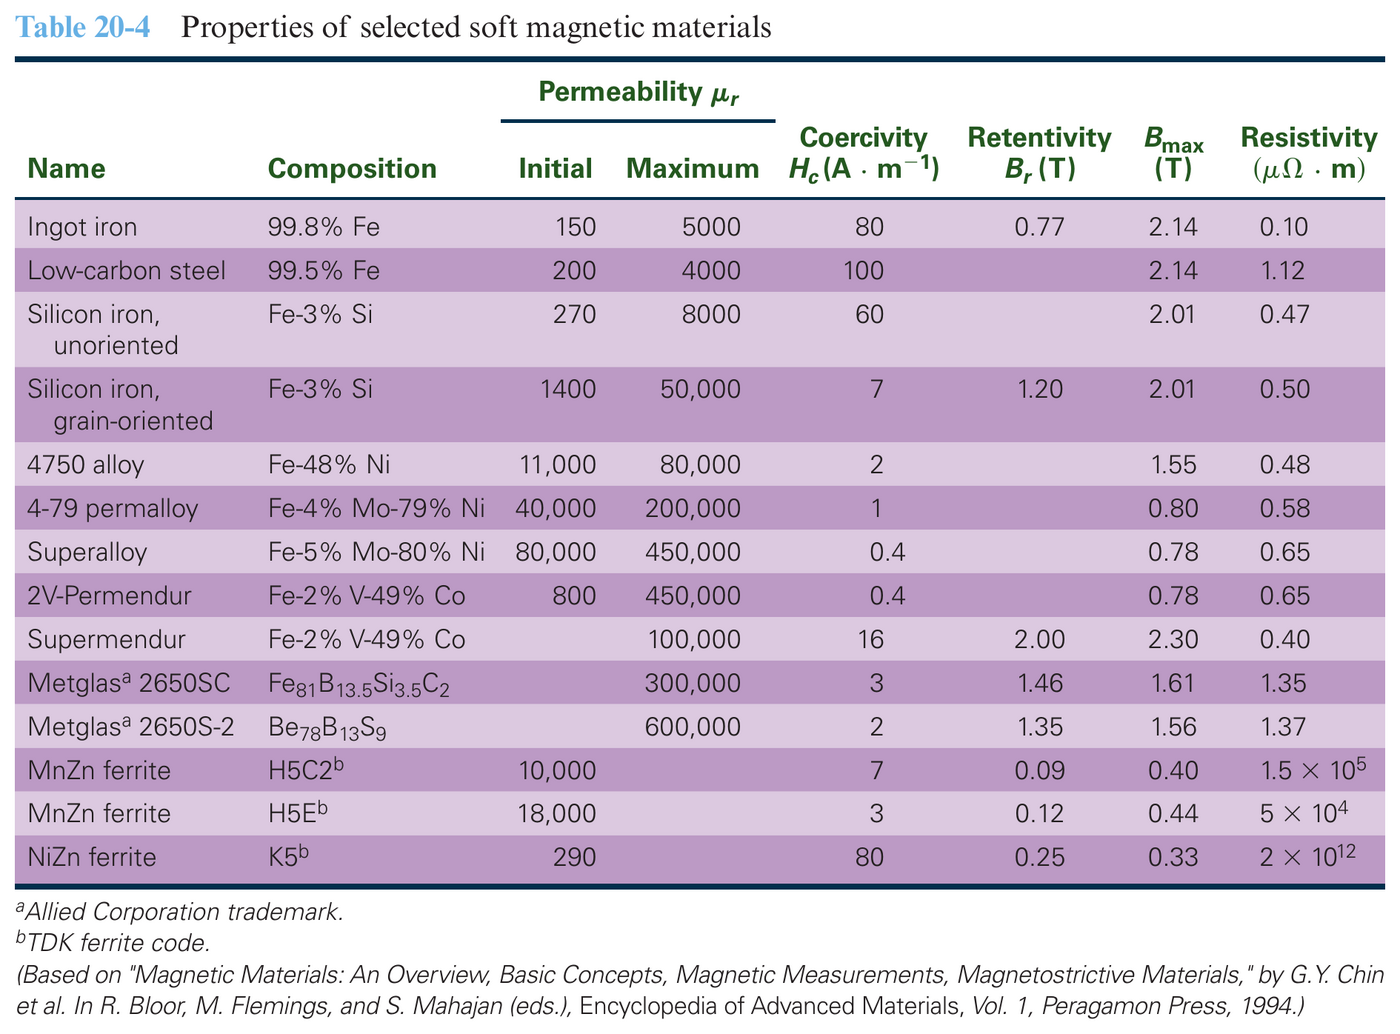 Table 20-4 Properties of selected soft magnetic materials
Permeability μr
Name Composition Initial Maximum Coercivity Hc (A · m−1) Retentivity Br (T) Bmax (T) Resistivity (μΩ · m)
Ingot iron 99.8% Fe 150 5000 80 0.77 2.14 0.10
Low-carbon steel 99.5% Fe 200 4000 100 2.14 1.12
Silicon iron, Fe-3% Si 270 8000 60 2.01 0.47
unoriented
Silicon iron, Fe-3% Si 1400 50,000 7 1.20 2.01 0.50
grain-oriented
4750 alloy Fe-48% Ni 11,000 80,000 2 1.55 0.48
4-79 permalloy Fe-4% Mo-79% Ni 40,000 200,000 1 0.80 0.58
Superalloy Fe-5% Mo-80% Ni 80,000 450,000 0.4 0.78 0.65
2V-Permendur Fe-2% V-49% Co 800 450,000 0.4 0.78 0.65
Supermendur Fe-2% V-49% Co 100,000 16 2.00 2.30 0.40
Metglasᵃ 2650SC Fe81B13.5Si3.5C2 300,000 3 1.46 1.61 1.35
Metglasᵃ 2650S-2 Be78B13S9 600,000 2 1.35 1.56 1.37
MnZn ferrite H5C2ᵇ 10,000 7 0.09 0.40 1.5 × 10⁵
MnZn ferrite H5Eᵇ 18,000 3 0.12 0.44 5 × 10⁴
NiZn ferrite K5ᵇ 290 80 0.25 0.33 2 × 10¹²
ᵃAllied Corporation trademark.
ᵇTDK ferrite code.
(Based on "Magnetic Materials: An Overview, Basic Concepts, Magnetic Measurements, Magnetostrictive Materials," by G.Y. Chin
et al. In R. Bloor, M. Flemings, and S. Mahajan (eds.), Encyclopedia of Advanced Materials, Vol. 1, Peragamon Press, 1994.)